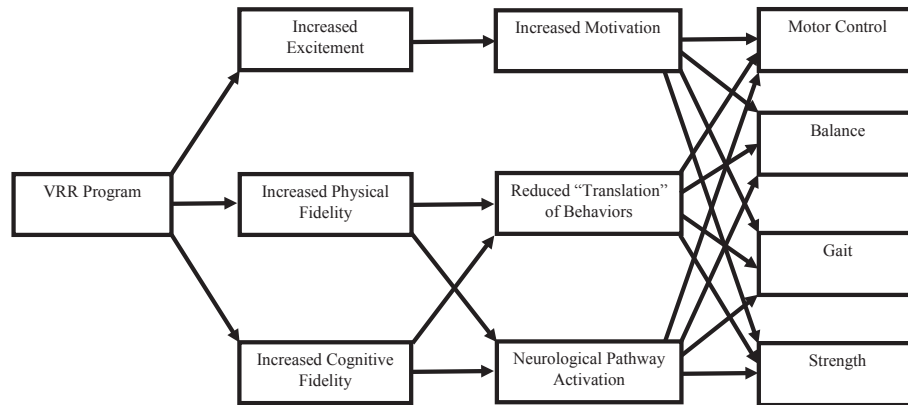 Increased
Excitement
Increased Motivation
Motor Control
Balance
VRR Program
Increased Physical
Fidelity
Reduced “Translation”
of Behaviors
Gait
Increased Cognitive
Fidelity
Neurological Pathway
Activation
Strength